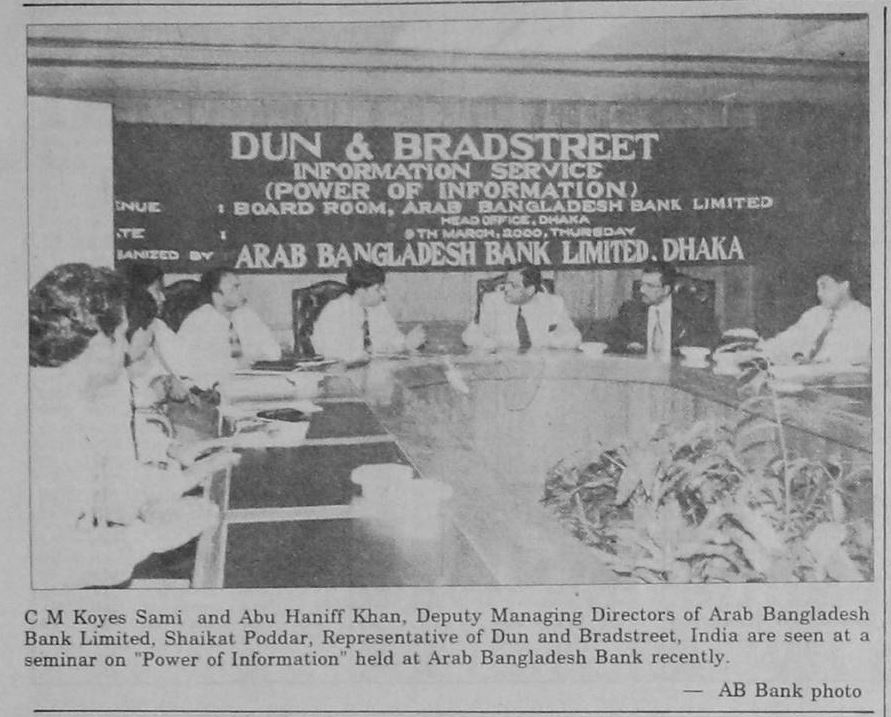 DUN & BRADSTREET
INFORMATION SERVICE
(POWER OF INFORMATION)
ENUE : BOARD ROOM, ARAB BANGLADESH BANK LIMITED
HEAD OFFICE, DHAKA
TE : 9TH MARCH, 2000, THURSDAY
GANIZED BY ARAB BANGLADESH BANK LIMITED. DHAKA
C M Koyes Sami and Abu Haniff Khan, Deputy Managing Directors of Arab Bangladesh
Bank Limited, Shaikat Poddar, Representative of Dun and Bradstreet, India are seen at a
seminar on "Power of Information" held at Arab Bangladesh Bank recently.
— AB Bank photo